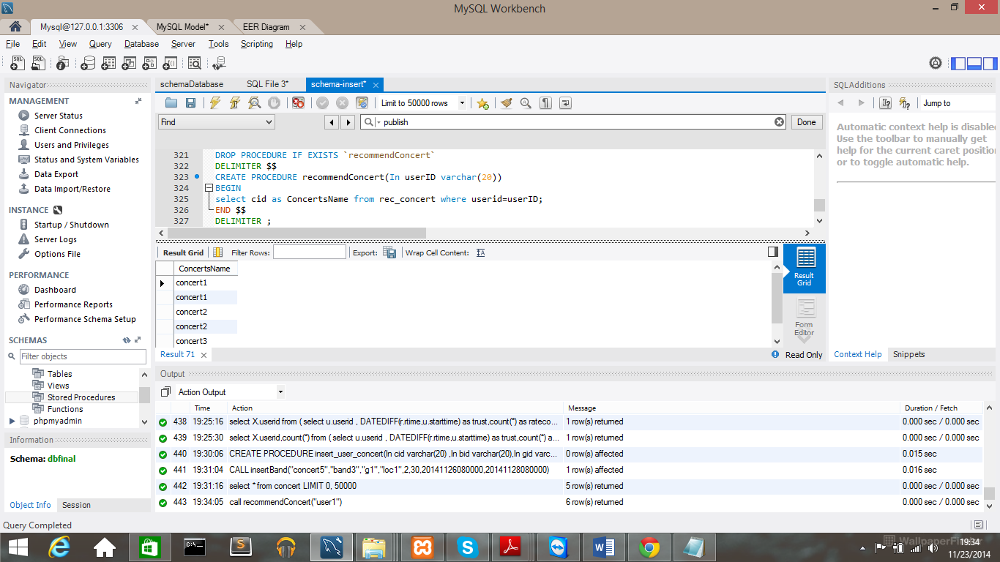 MySQL Workbench
Mysql@127.0.0.1:3306 MySQL Model* EER Diagram
File Edit View Query Database Server Tools Scripting Help
Navigator
MANAGEMENT
Server Status
Client Connections
Users and Privileges
Status and System Variables
Data Export
Data Import/Restore
INSTANCE
Startup / Shutdown
Server Logs
Options File
PERFORMANCE
Dashboard
Performance Reports
Performance Schema Setup
SCHEMAS
Filter objects
Tables
Views
Stored Procedures
Functions
phpmyadmin
Information
Schema: dbfinal
Object Info Session
Query Completed
schemaDatabase SQL File 3* schema-insert*
Limit to 50000 rows
Find publish Done
321 DROP PROCEDURE IF EXISTS `recommendConcert`
322 DELIMITER $$
323 CREATE PROCEDURE recommendConcert(In userID varchar(20))
324 BEGIN
325 select cid as ConcertsName from rec_concert where userid=userID;
326 END $$
327 DELIMITER ;
Result Grid Filter Rows: Export: Wrap Cell Content:
ConcertsName
concert1
concert1
concert2
concert2
concert3
Result Grid
Form Editor
Result 71 Read Only
SQLAdditions
Jump to
Automatic context help is disable
Use the toolbar to manually get
help for the current caret position
or to toggle automatic help.
Context Help Snippets
Output
Action Output
Time Action Message Duration / Fetch
438 19:25:16 select X.userid from ( select u.userid , DATEDIFF(r.rtime,u.starttime) as trust,count(*) as rateco... 1 row(s) returned 0.000 sec / 0.000 sec
439 19:25:30 select X.userid,count(*) from ( select u.userid , DATEDIFF(r.rtime,u.starttime) as trust,count(*) a... 1 row(s) returned 0.000 sec / 0.000 sec
440 19:30:06 CREATE PROCEDURE insert_user_concert(In cid varchar(20) ,In bid varchar(20),In gid varc... 0 row(s) affected 0.015 sec
441 19:31:04 CALL insertBand("concert5","band3","g1","loc1",2,30,20141126080000,20141128080000) 1 row(s) affected 0.016 sec
442 19:31:16 select * from concert LIMIT 0, 50000 5 row(s) returned 0.000 sec / 0.000 sec
443 19:34:05 call recommendConcert("user1") 6 row(s) returned 0.000 sec / 0.000 sec
19:34
11/23/2014